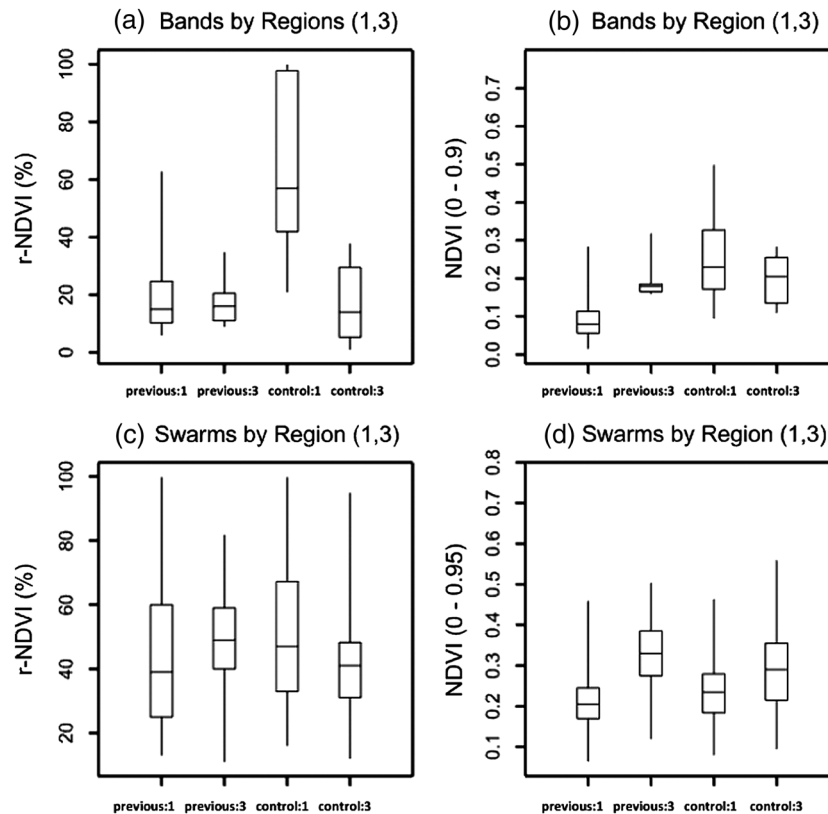 (a) Bands by Regions (1,3)
r-NDVI (%)
100
80
60
40
20
0
previous:1 previous:3 control:1 control:3
(b) Bands by Region (1,3)
NDVI (0 - 0.9)
0.7
0.6
0.5
0.4
0.3
0.2
0.1
0.0
previous:1 previous:3 control:1 control:3
(c) Swarms by Region (1,3)
r-NDVI (%)
100
80
60
40
20
previous:1 previous:3 control:1 control:3
(d) Swarms by Region (1,3)
NDVI (0 - 0.95)
0.8
0.7
0.6
0.5
0.4
0.3
0.2
0.1
previous:1 previous:3 control:1 control:3